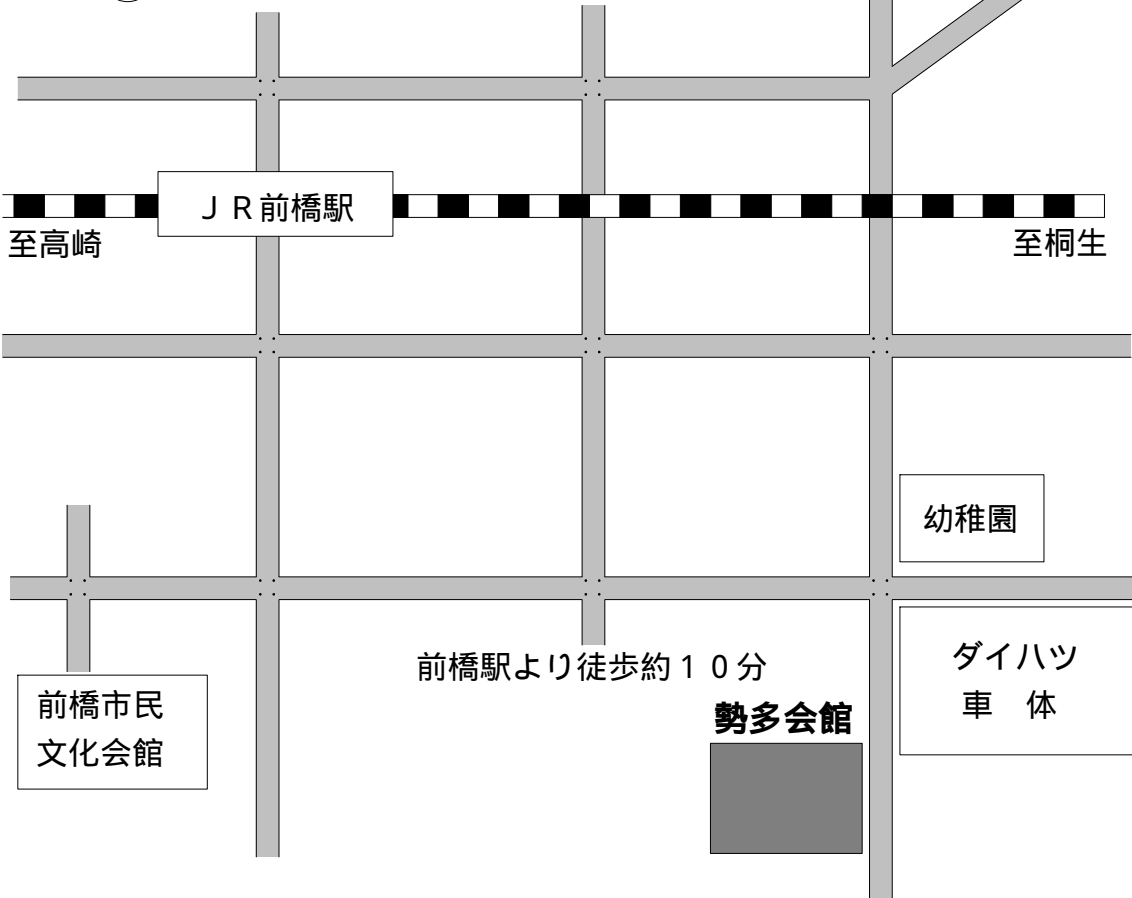 ＪＲ前橋駅
至高崎
至桐生
幼稚園
前橋駅より徒歩約１０分
勢多会館
ダイハツ
車　体
前橋市民
文化会館